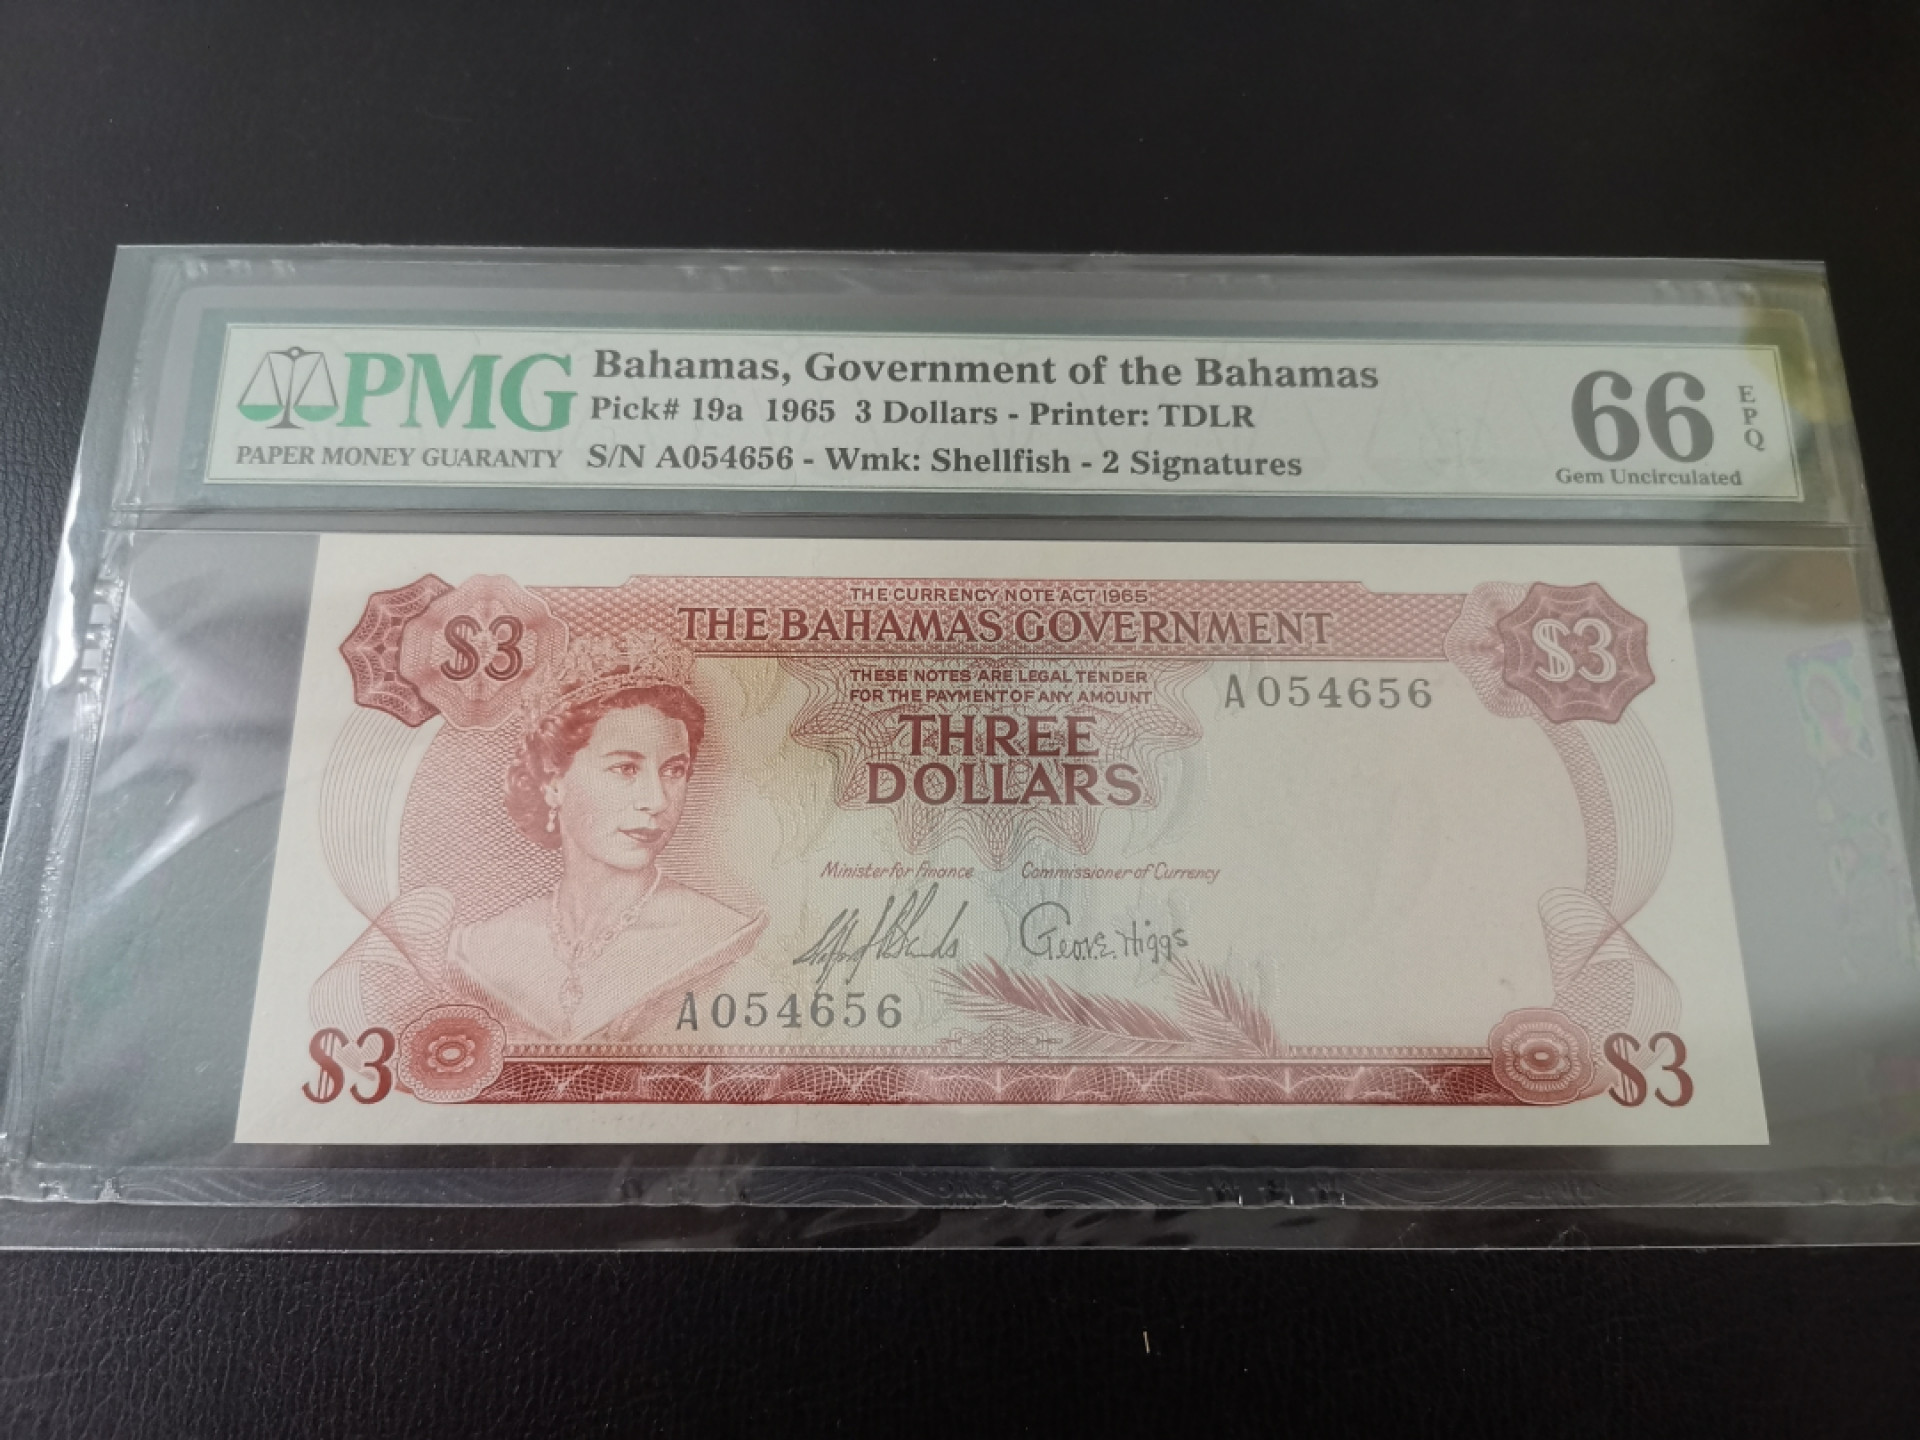 PMG
PAPER MONEY GUARANTY
Bahamas, Government of the Bahamas
Pick# 19a 1965 3 Dollars - Printer: TDLR
S/N A054656 - Wmk: Shellfish - 2 Signatures
66
EPQ
Gem Uncirculated
THE CURRENCY NOTE ACT 1965
THE BAHAMAS GOVERNMENT
$3
$3
THESE NOTES ARE LEGAL TENDER
FOR THE PAYMENT OF ANY AMOUNT
A054656
THREE
DOLLARS
Minister for Finance Commissioner of Currency
Geo. E. Higgs
A054656
$3
$3